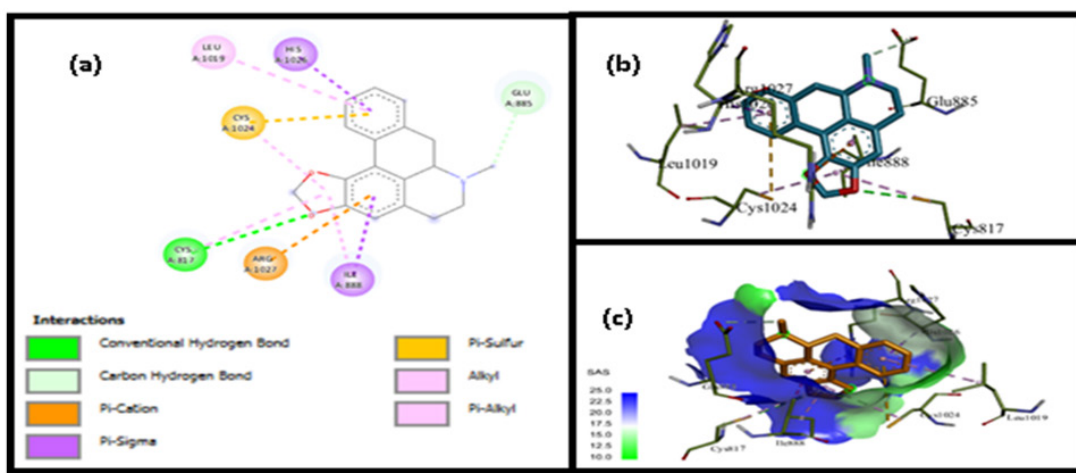 (a)
LEU
A:1019
HIS
A:1026
GLU
A:885
CYS
A:1024
CYS
A:817
ARG
A:1027
ILE
A:888
Interactions
Conventional Hydrogen Bond
Carbon Hydrogen Bond
Pi-Cation
Pi-Sigma
Pi-Sulfur
Alkyl
Pi-Alkyl
(b)
Glu885
Leu1019
Cys1024
Cys817
(c)
SAS
25.0
22.5
20.0
17.5
15.0
12.5
10.0
Cys1024
Leu1019
Cys817
Ile888